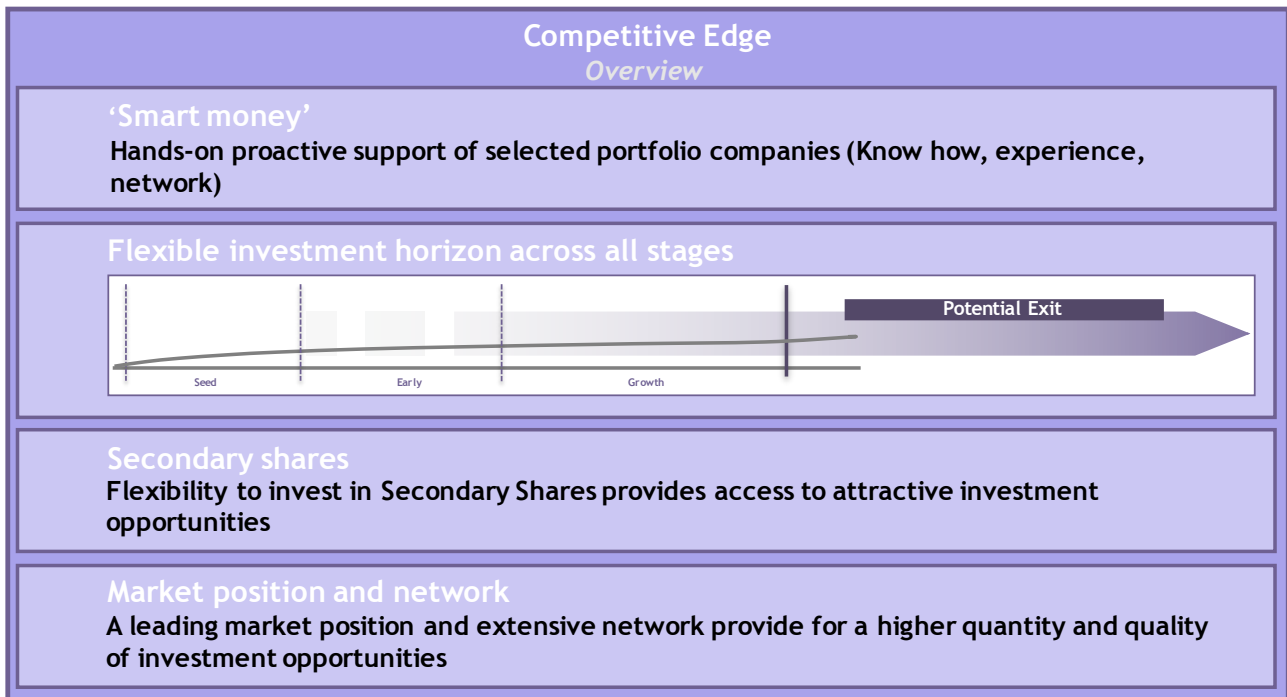 Competitive Edge
Overview
‘Smart money’
Hands-on proactive support of selected portfolio companies (Know how, experience,
network)
Flexible investment horizon across all stages
Potential Exit
Seed
Early
Growth
Secondary shares
Flexibility to invest in Secondary Shares provides access to attractive investment
opportunities
Market position and network
A leading market position and extensive network provide for a higher quantity and quality
of investment opportunities